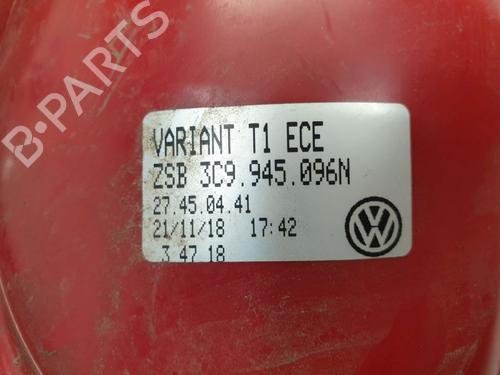 B-PARTS
VARIANT T1 ECE
ZSB 3C9.945.096N
27.45.04.41
21/11/18 17:42
3 47 18
VW